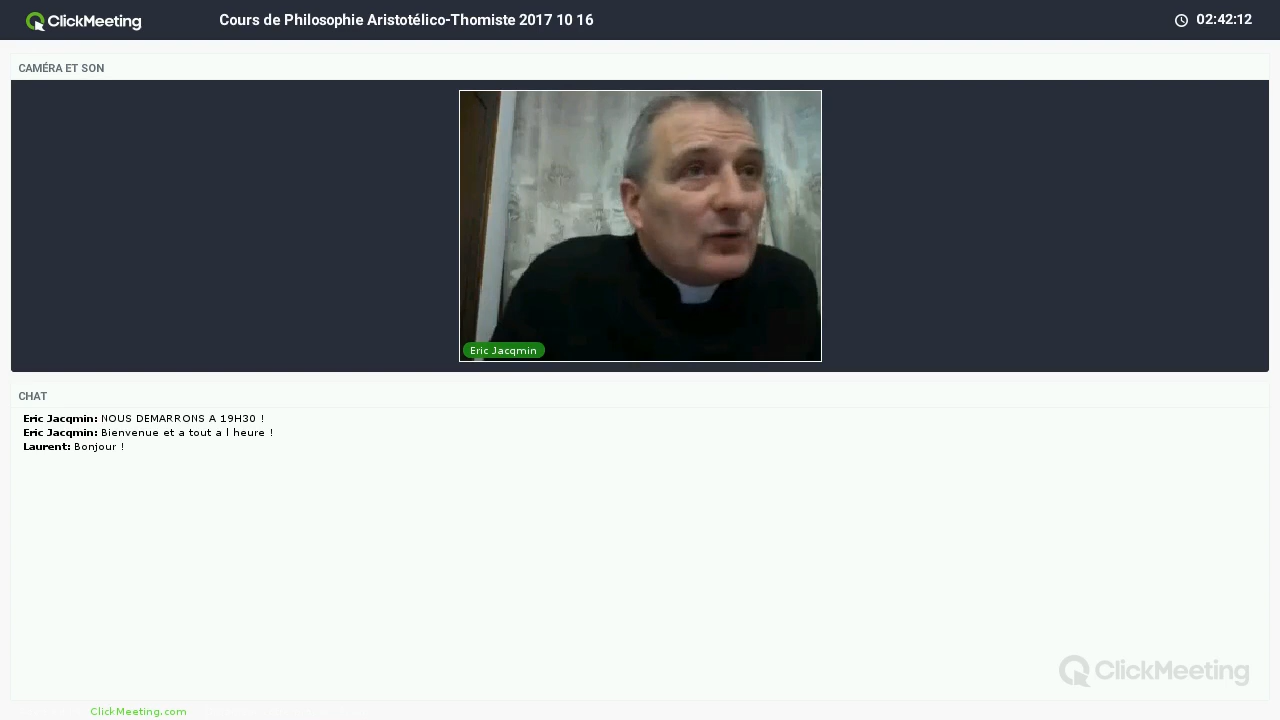 ClickMeeting
Cours de Philosophie Aristotélico-Thomiste 2017 10 16
02:42:12
CAMÉRA ET SON
Eric Jacqmin
CHAT
Eric Jacqmin: NOUS DEMARRONS A 19H30 !
Eric Jacqmin: Bienvenue et a tout a l heure !
Laurent: Bonjour !
ClickMeeting
ClickMeeting.com